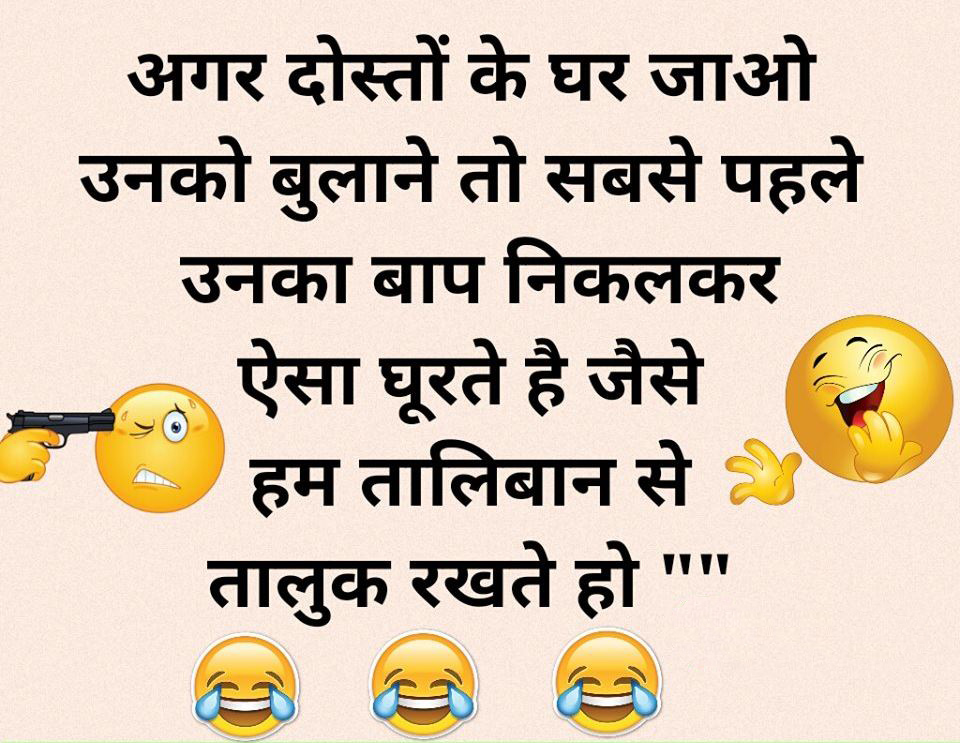 अगर दोस्तों के घर जाओ
उनको बुलाने तो सबसे पहले
उनका बाप निकलकर
ऐसा घूरते है जैसे
हम तालिबान से
तालुक रखते हो ""